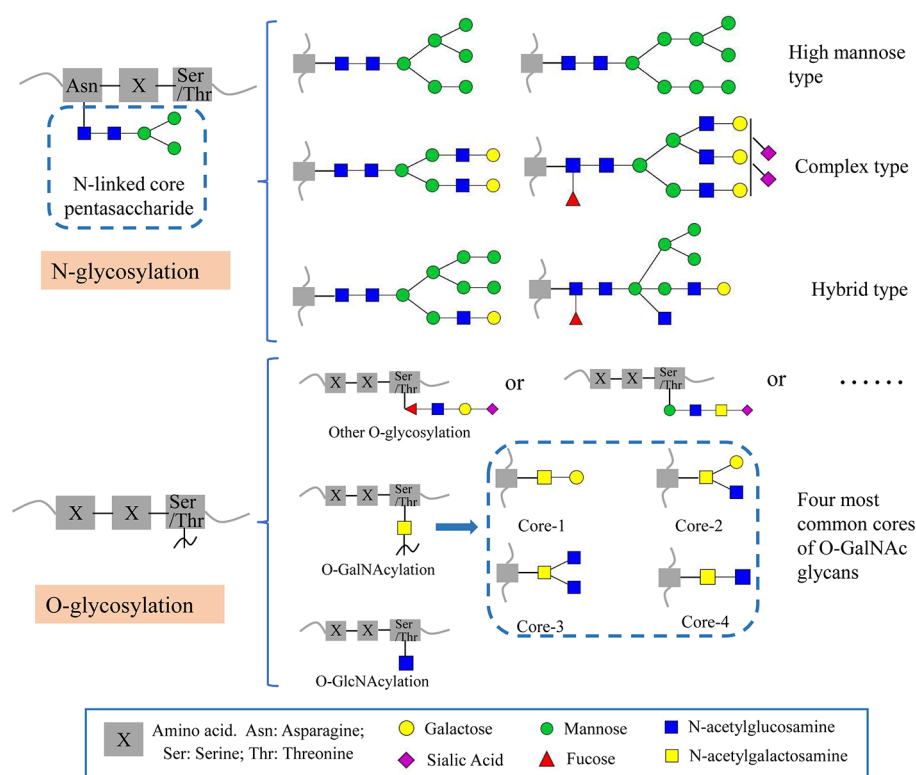 High mannose
type
Asn
X
Ser
/Thr
N-linked core
pentasaccharide
Complex type
N-glycosylation
Hybrid type
X
X
Ser
/Thr
or
X
X
Ser
/Thr
or
......
Other O-glycosylation
X
X
Ser
/Thr
X
X
Ser
/Thr
Core-1
Core-2
Four most
common cores
of O-GalNAc
glycans
O-GalNAcylation
O-glycosylation
Core-3
Core-4
X
X
Ser
/Thr
O-GlcNAcylation
X
Amino acid. Asn: Asparagine;
Ser: Serine; Thr: Threonine
Galactose
Mannose
N-acetylglucosamine
Sialic Acid
Fucose
N-acetylgalactosamine